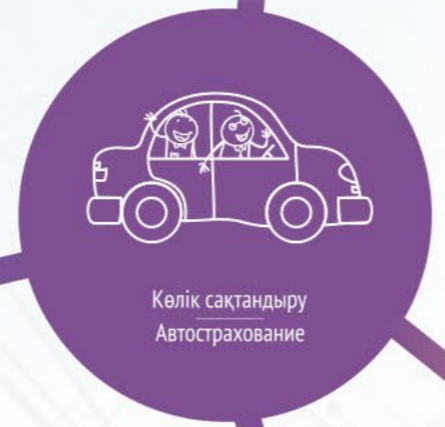 Көлік сақтандыру
Автострахование